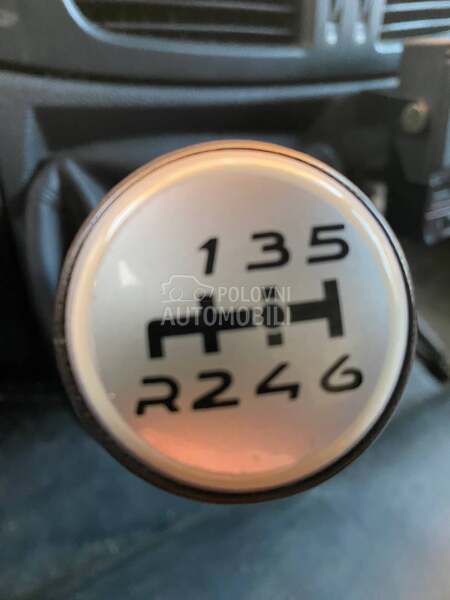 1 3 5
POLOVNI
AUTOMOBILI
R 2 4 6